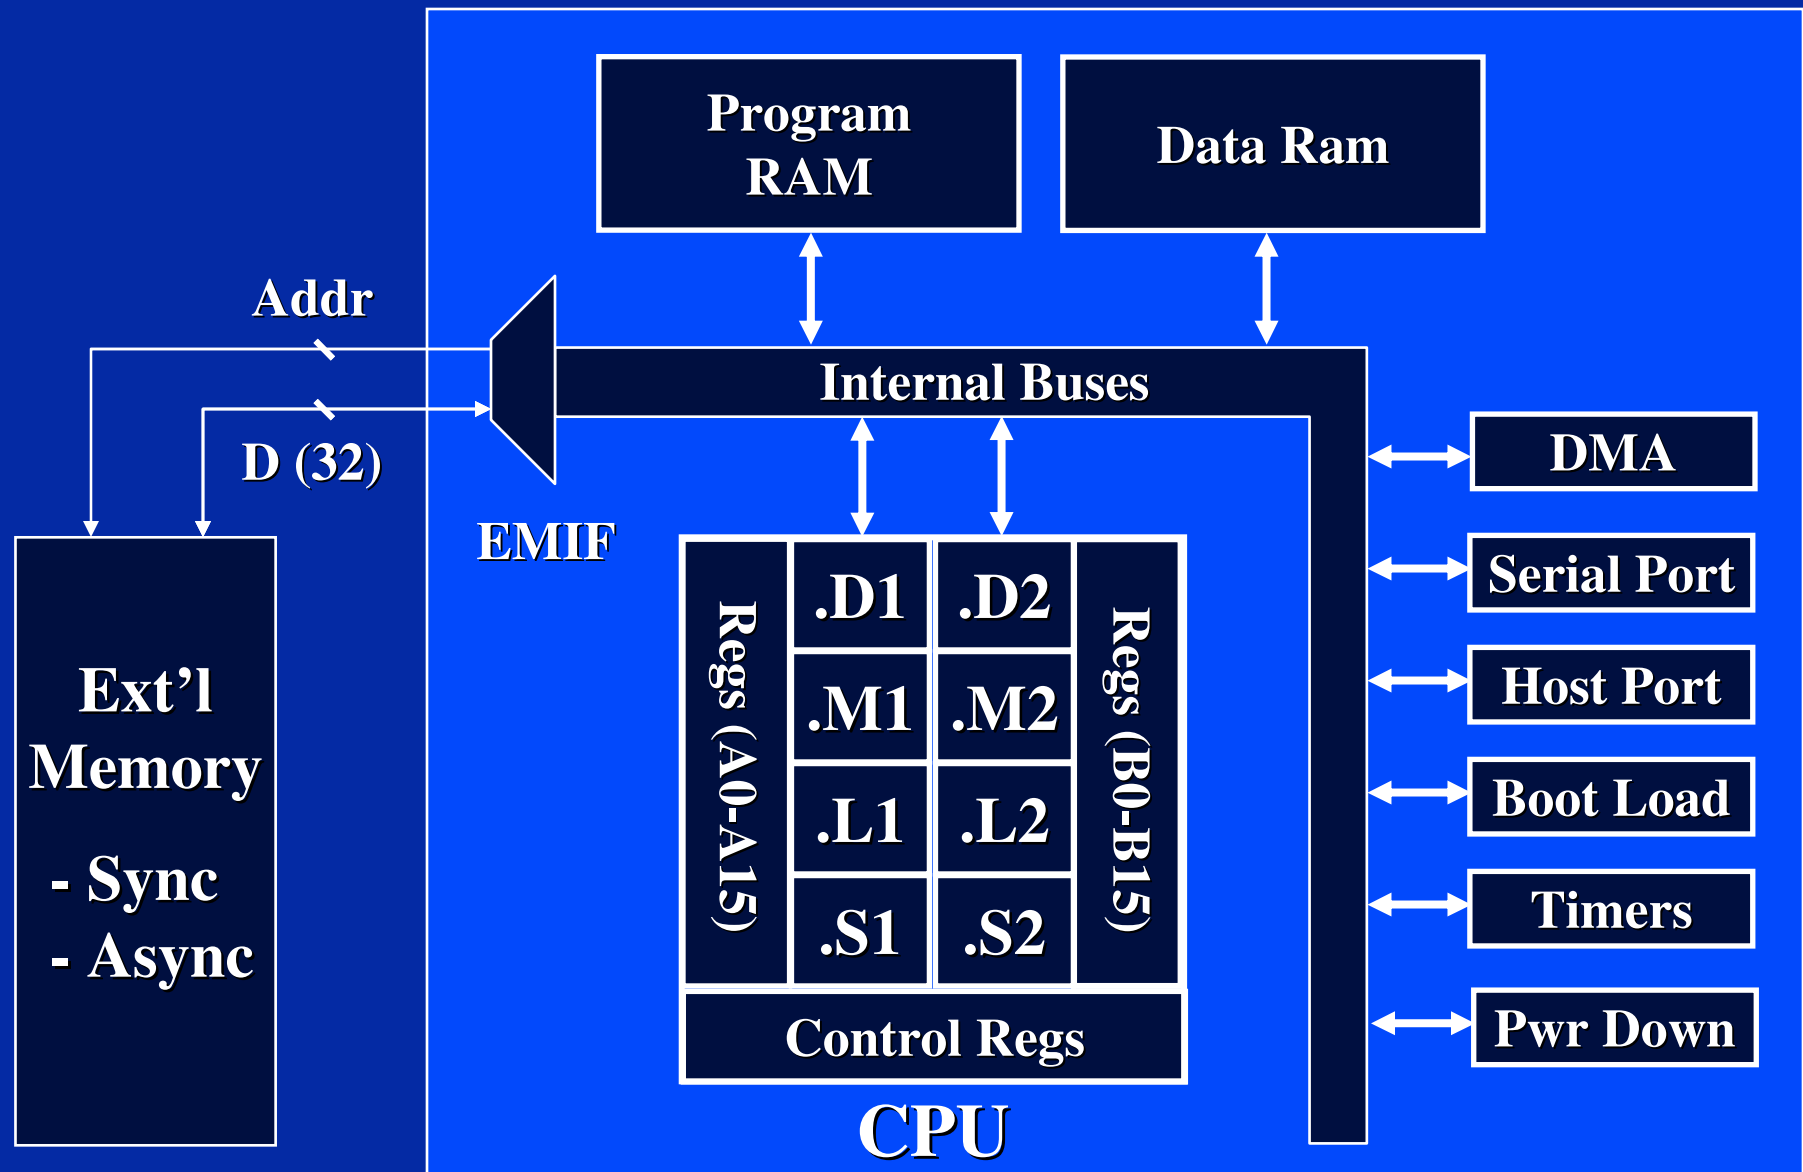 Program
RAM
Data Ram
Addr
Internal Buses
D (32)
EMIF
DMA
Serial Port
Host Port
Boot Load
Timers
Pwr Down
Ext’l
Memory
- Sync
- Async
Regs (A0-A15)
.D1
.D2
.M1
.M2
.L1
.L2
.S1
.S2
Regs (B0-B15)
Control Regs
CPU